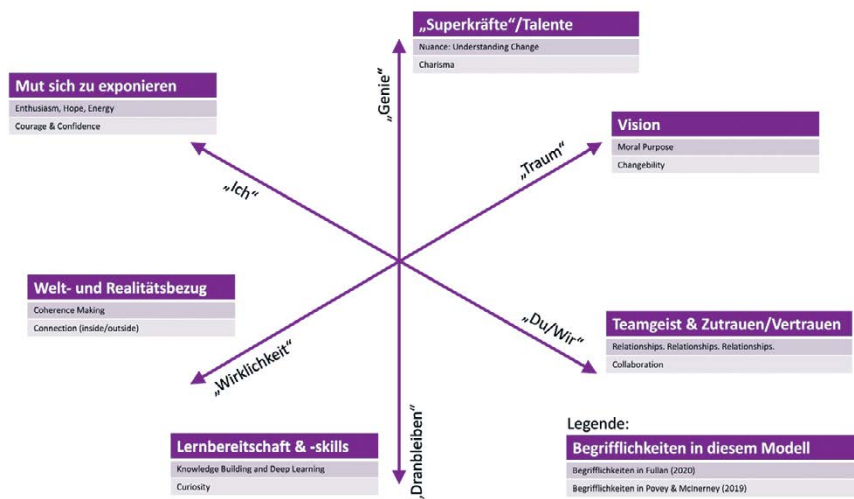 „Superkräfte“/Talente
Nuance: Understanding Change
Charisma
„Genie“
Mut sich zu exponieren
Enthusiasm, Hope, Energy
Courage & Confidence
„Ich“
Vision
Moral Purpose
Changebility
„Traum“
Welt- und Realitätsbezug
Coherence Making
Connection (inside/outside)
„Wirklichkeit“
Teamgeist & Zutrauen/Vertrauen
Relationships. Relationships. Relationships.
Collaboration
„Du/Wir“
Lernbereitschaft & -skills
Knowledge Building and Deep Learning
Curiosity
„Dranbleiben“
Legende:
Begrifflichkeiten in diesem Modell
Begrifflichkeiten in Fullan (2020)
Begrifflichkeiten in Povey & McInerney (2019)